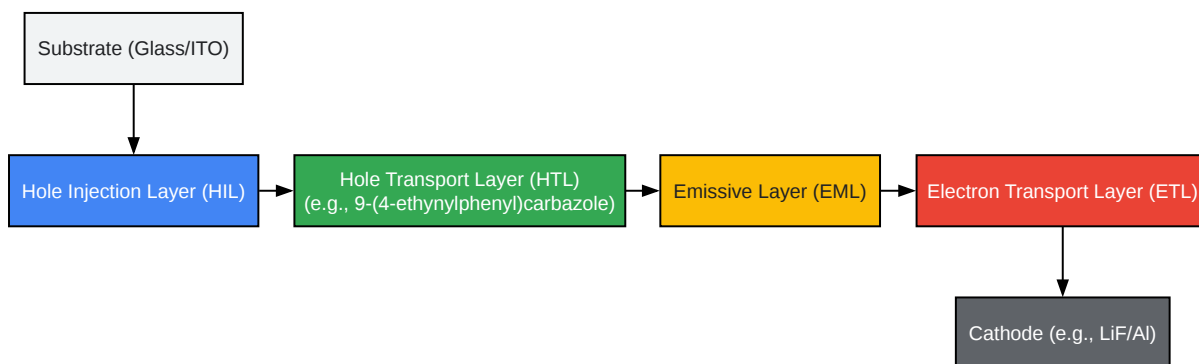 Substrate (Glass/ITO)
Hole Injection Layer (HIL)
Hole Transport Layer (HTL)
(e.g., 9-(4-ethynylphenyl)carbazole)
Emissive Layer (EML)
Electron Transport Layer (ETL)
Cathode (e.g., LiF/Al)